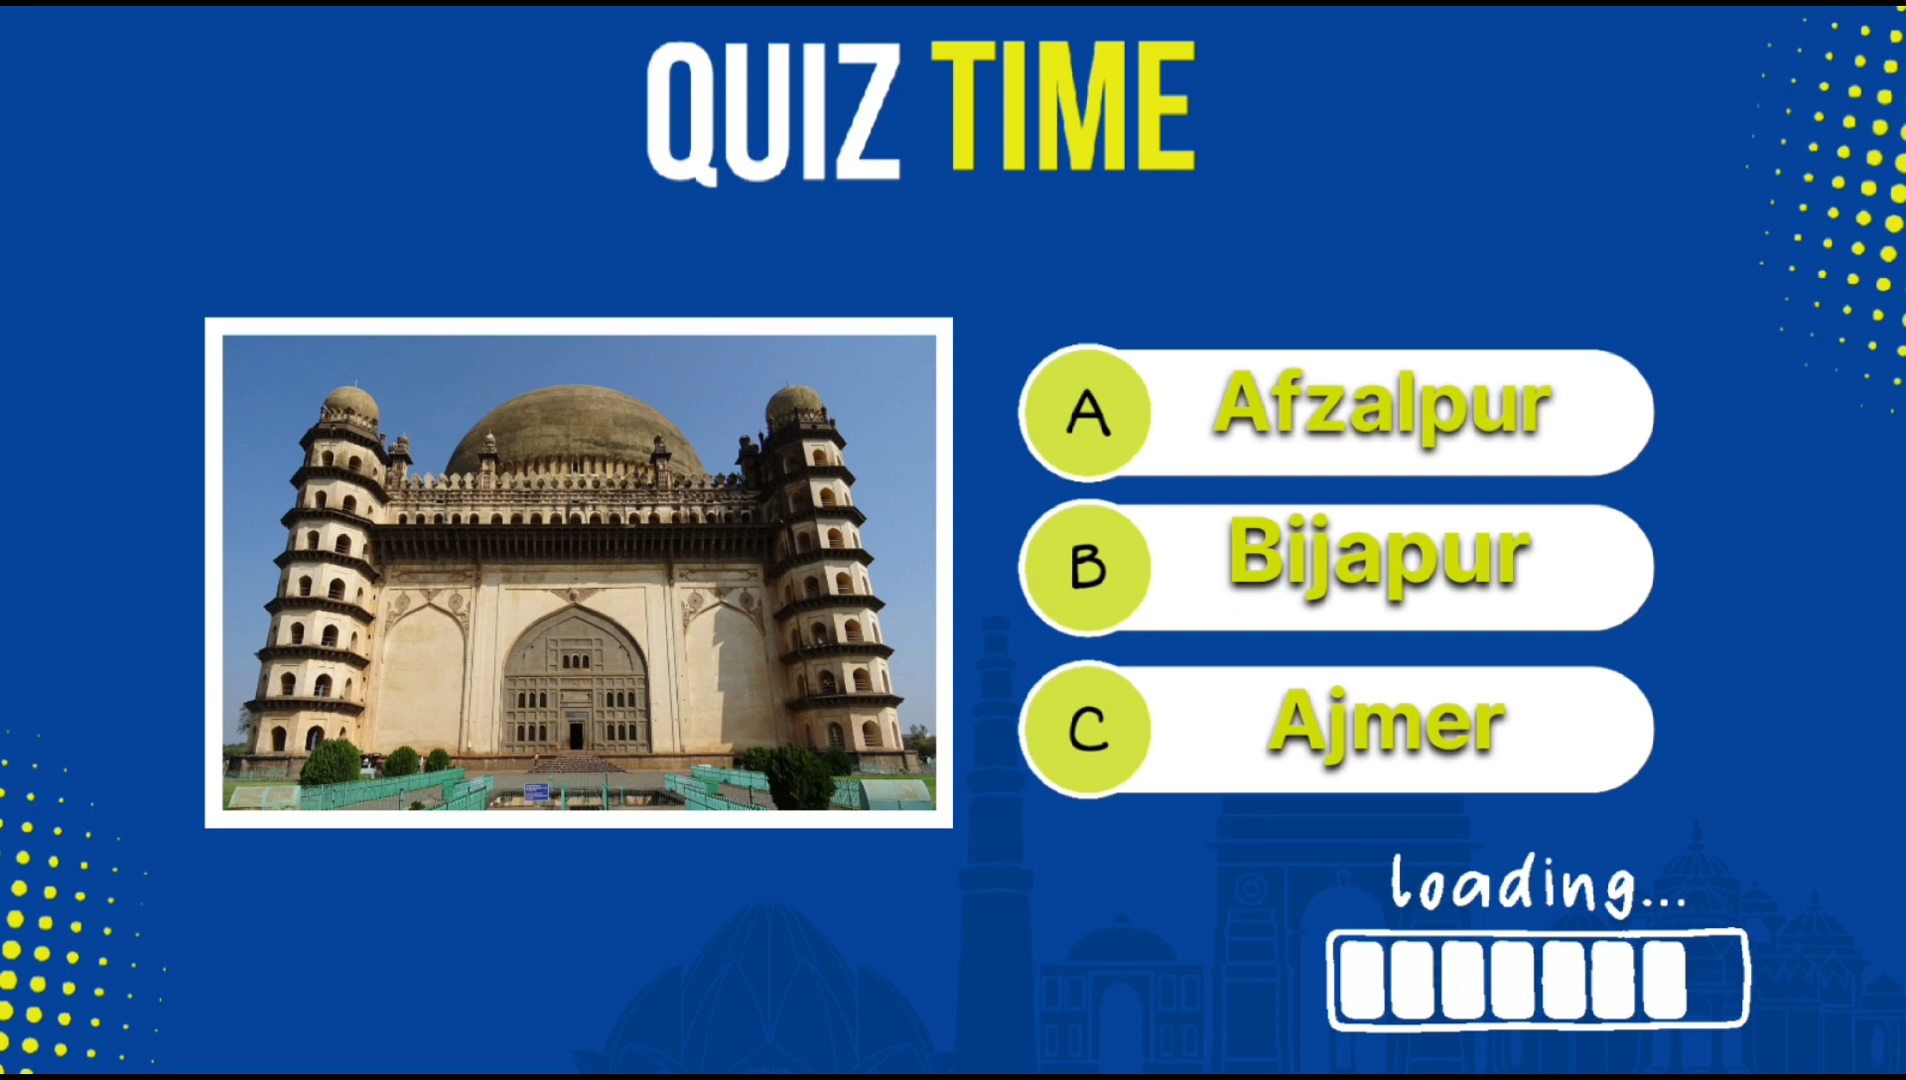 QUIZ TIME
A Afzalpur
B Bijapur
C Ajmer
loading...